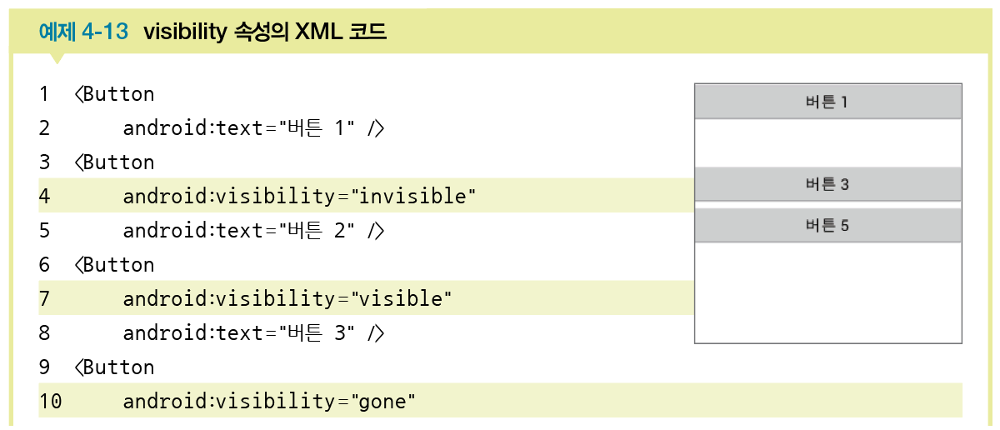 예제 4-13 visibility 속성의 XML 코드
1 <Button
2 android:text="버튼 1" />
3 <Button
4 android:visibility="invisible"
5 android:text="버튼 2" />
6 <Button
7 android:visibility="visible"
8 android:text="버튼 3" />
9 <Button
10 android:visibility="gone"
버튼 1
버튼 3
버튼 5